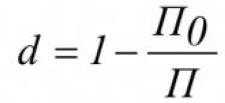 d = 1 - П0/П